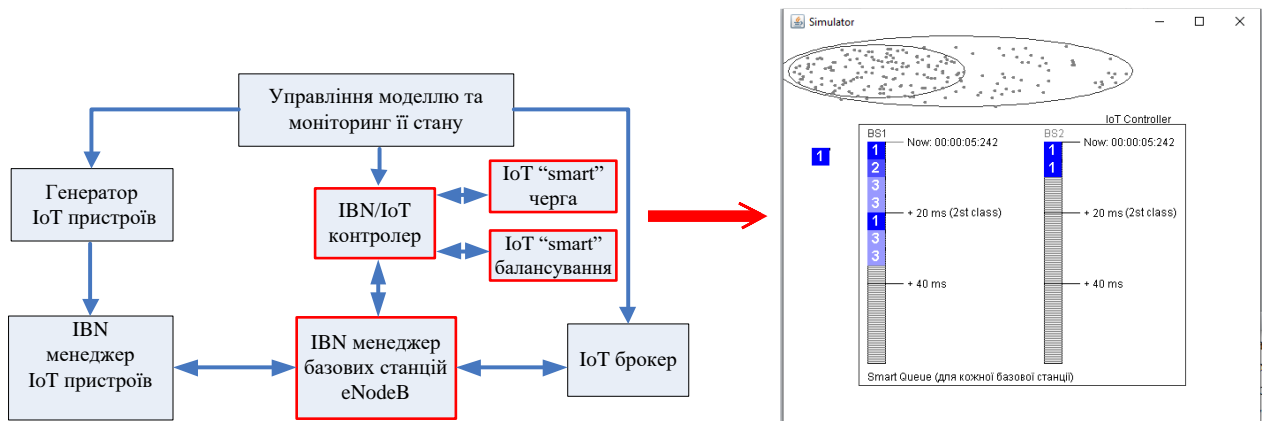 Управління моделлю та
моніторинг її стану
Генератор
IoT пристроїв
IBN/IoT
контролер
IoT “smart”
черга
IoT “smart”
балансування
IBN
менеджер
IoT пристроїв
IBN менеджер
базових станцій
eNodeB
IoT брокер
Simulator
IoT Controller
BS1
Now: 00:00:05:242
BS2
Now: 00:00:05:242
1
1
2
3
3
1
3
3
1
1
+ 20 ms (2st class)
+ 20 ms (2st class)
+ 40 ms
+ 40 ms
Smart Queue (для кожної базової станції)